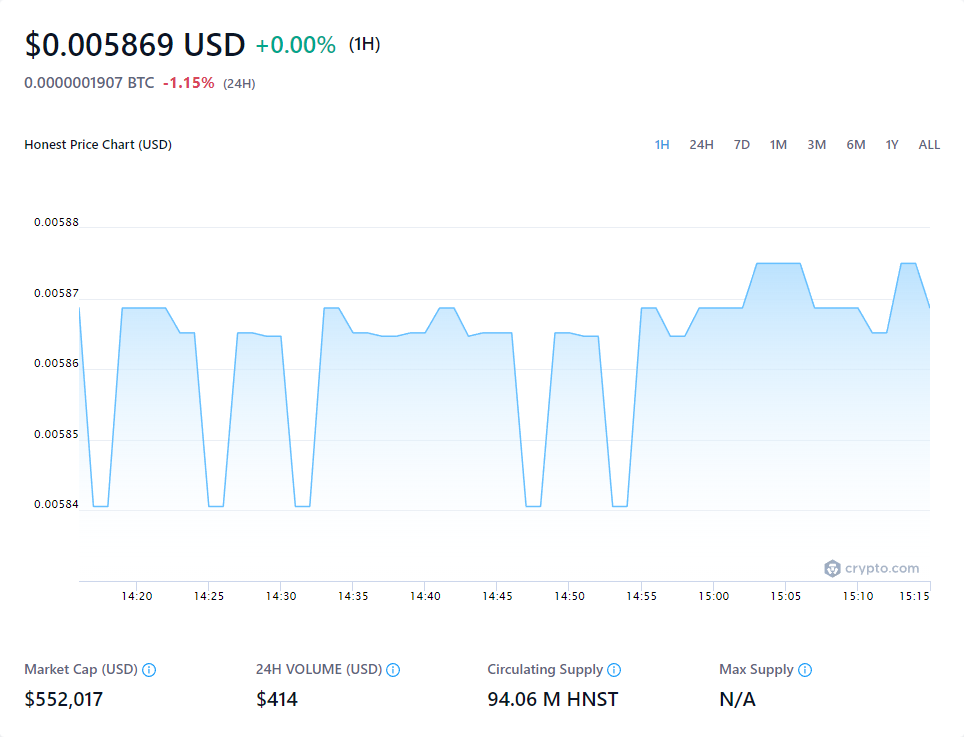 $0.005869 USD +0.00% (1H)
0.0000001907 BTC -1.15% (24H)
Honest Price Chart (USD) 1H 24H 7D 1M 3M 6M 1Y ALL
0.00588
0.00587
0.00586
0.00585
0.00584
crypto.com
14:20 14:25 14:30 14:35 14:40 14:45 14:50 14:55 15:00 15:05 15:10 15:15
Market Cap (USD) 24H VOLUME (USD) Circulating Supply Max Supply
$552,017 $414 94.06 M HNST N/A